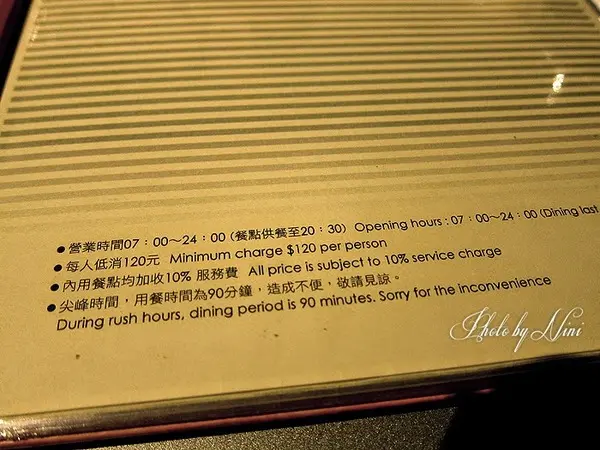 ●營業時間07：00～24：00 (餐點供餐至20：30) Opening hours : 07：00～24：00 (Dining last
●每人低消120元 Minimum charge $120 per person
●內用餐點均加收10% 服務費 All price is subject to 10% service charge
●尖峰時間，用餐時間為90分鐘，造成不便，敬請見諒。
During rush hours, dining period is 90 minutes. Sorry for the inconvenience
Photo by Nini